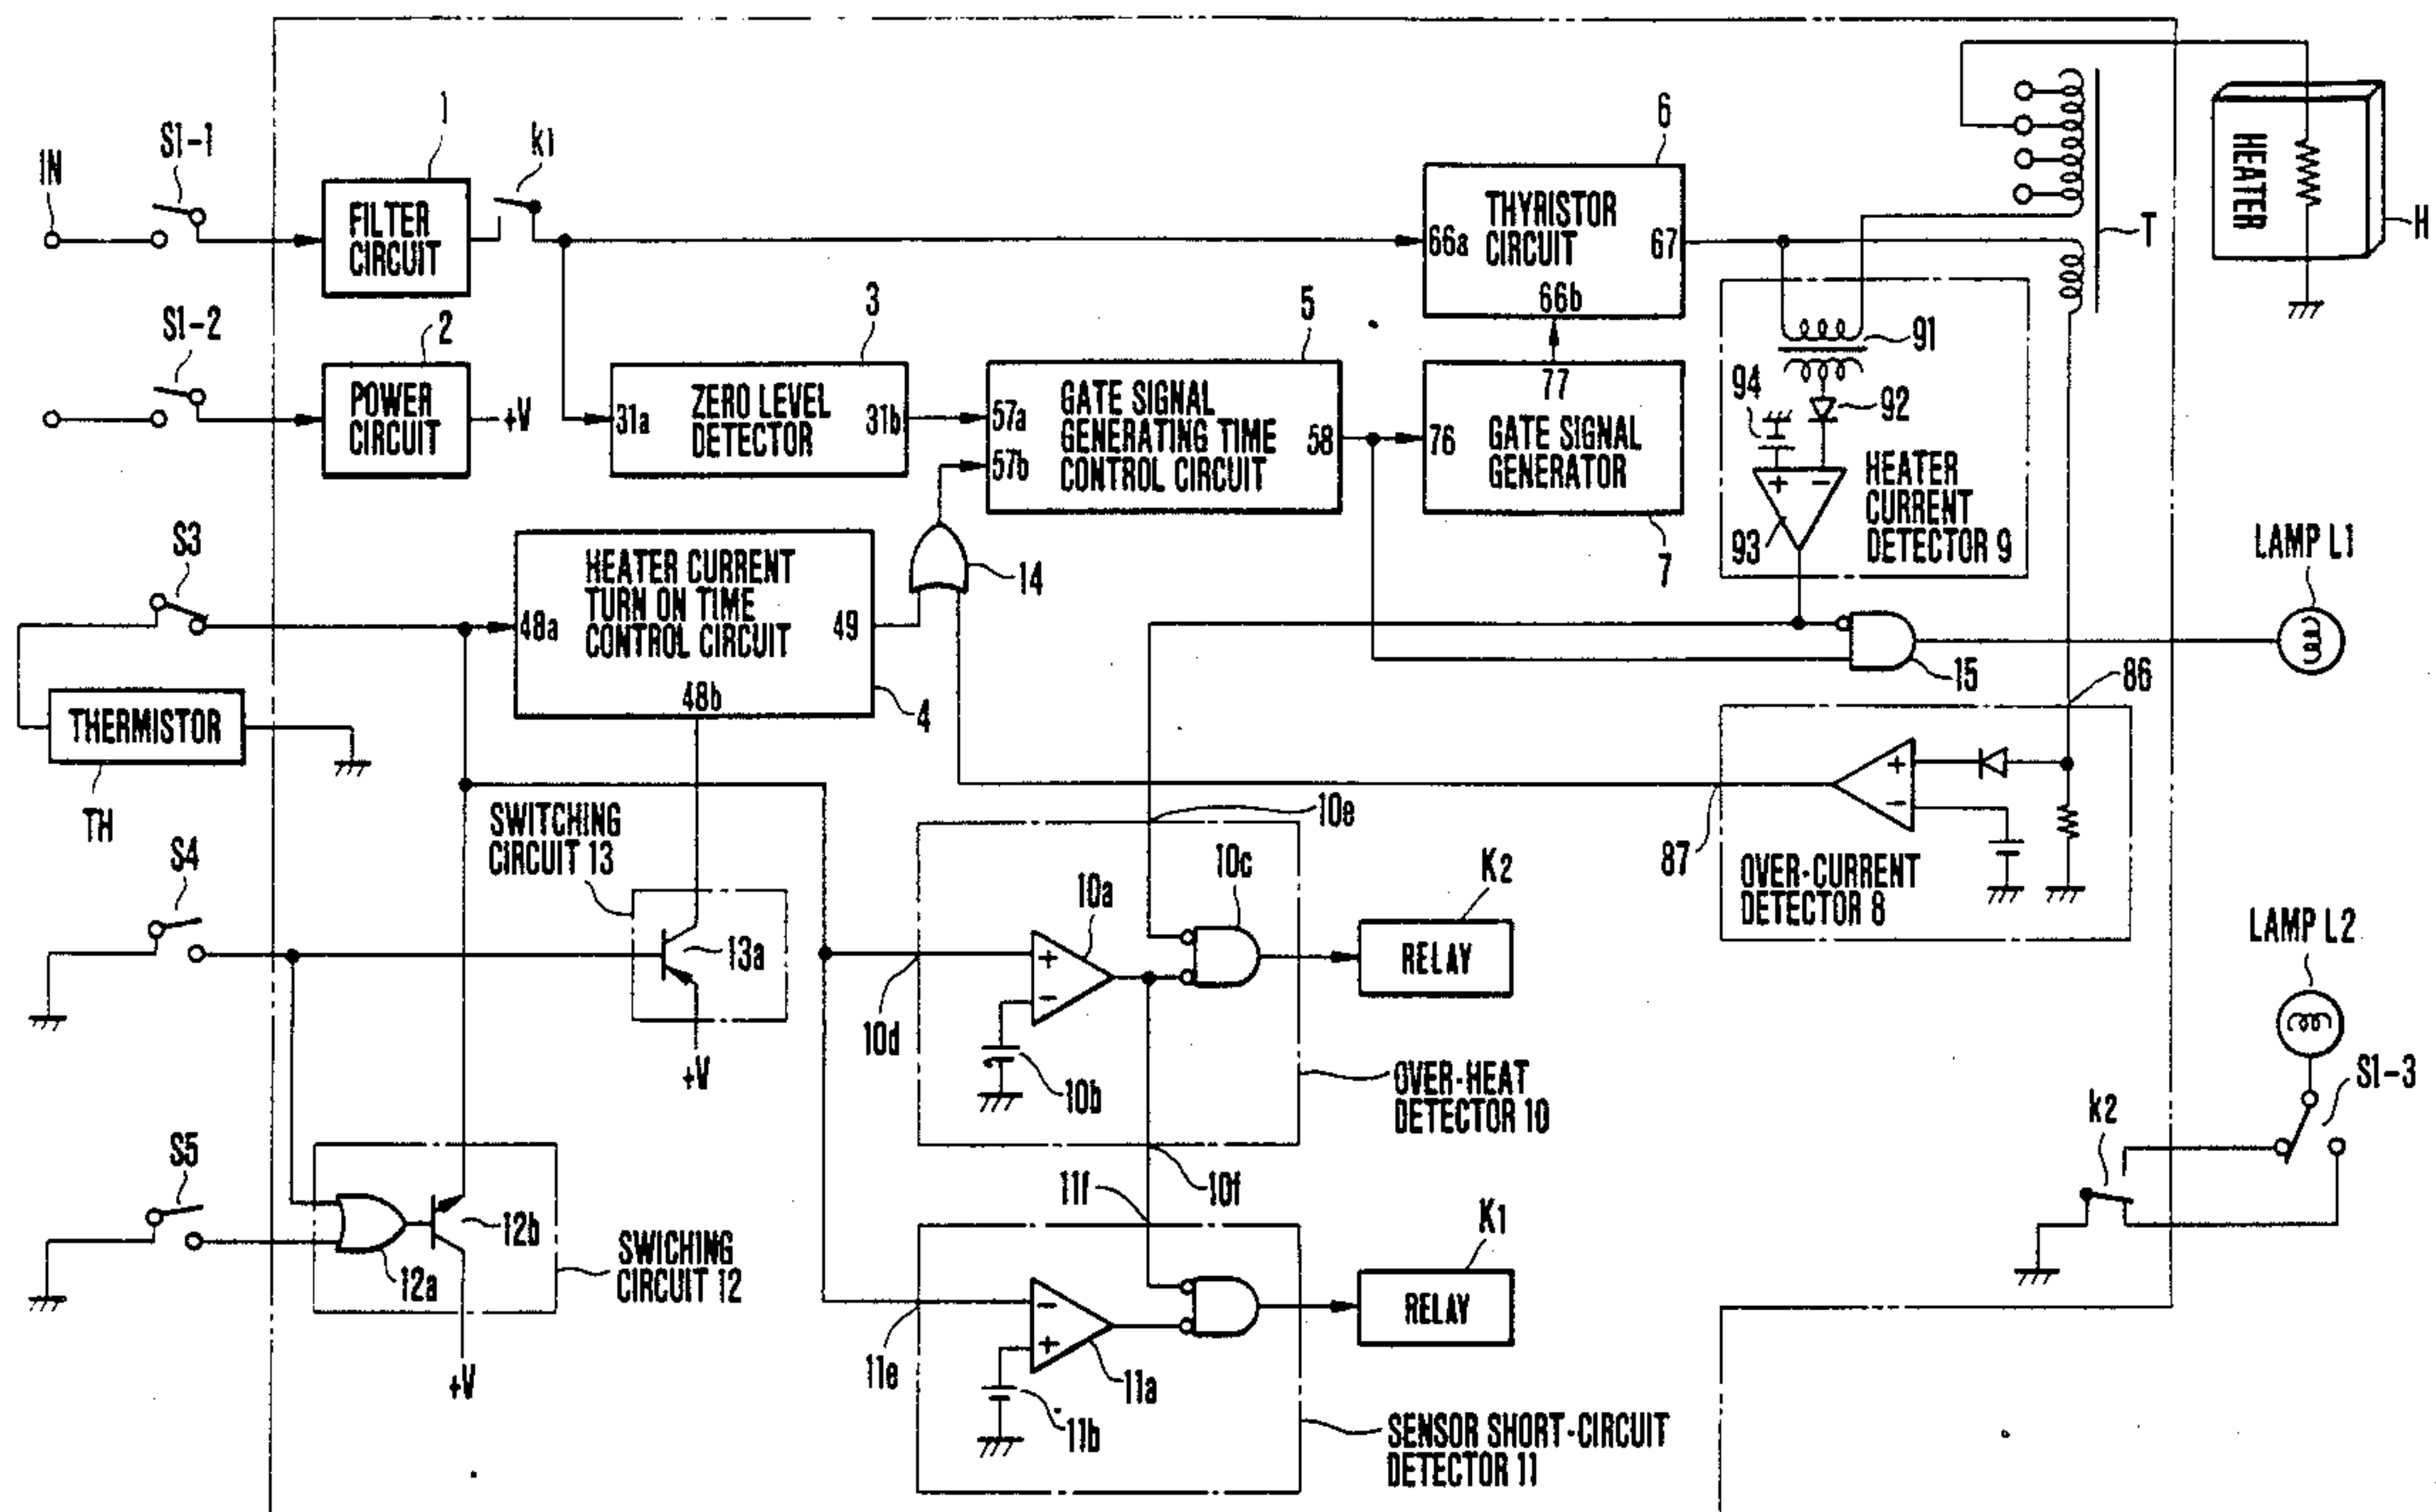 IN
S1-1
1
FILTER
CIRCUIT
k1
6
THYRISTOR
CIRCUIT
66a
67
66b
T
HEATER
H
S1-2
2
POWER
CIRCUIT
+V
3
ZERO LEVEL
DETECTOR
31a
31b
5
GATE SIGNAL
GENERATING TIME
CONTROL CIRCUIT
57a
57b
58
77
76
GATE SIGNAL
GENERATOR
7
91
94
92
+
−
93
HEATER
CURRENT
DETECTOR 9
LAMP L1
S3
HEATER CURRENT
TURN ON TIME
CONTROL CIRCUIT
48a
49
48b
4
14
15
86
THERMISTOR
TH
SWITCHING
CIRCUIT 13
13a
+V
S4
10e
10a
10c
+
−
10d
10b
K2
RELAY
OVER-HEAT
DETECTOR 10
87
+
−
OVER-CURRENT
DETECTOR 8
LAMP L2
S1-3
k2
S5
12a
12b
+V
SWICHING
CIRCUIT 12
11f
10f
11e
−
+
11a
11b
K1
RELAY
SENSOR SHORT-CIRCUIT
DETECTOR 11